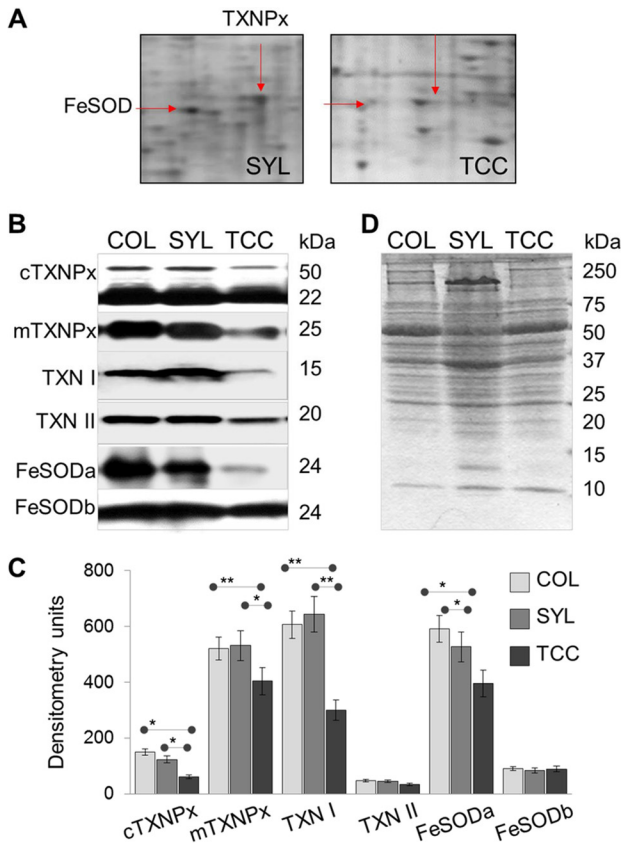 A
TXNPx
FeSOD
SYL
TCC
B
COL SYL TCC kDa
cTXNPx 50
22
mTXNPx 25
TXN I 15
TXN II 20
FeSODa 24
FeSODb 24
D
COL SYL TCC kDa
250
75
50
37
25
20
15
10
C
Densitometry units
800
600
400
200
0
* *
** *
** **
* *
COL
SYL
TCC
cTXNPx mTXNPx TXN I TXN II FeSODa FeSODb